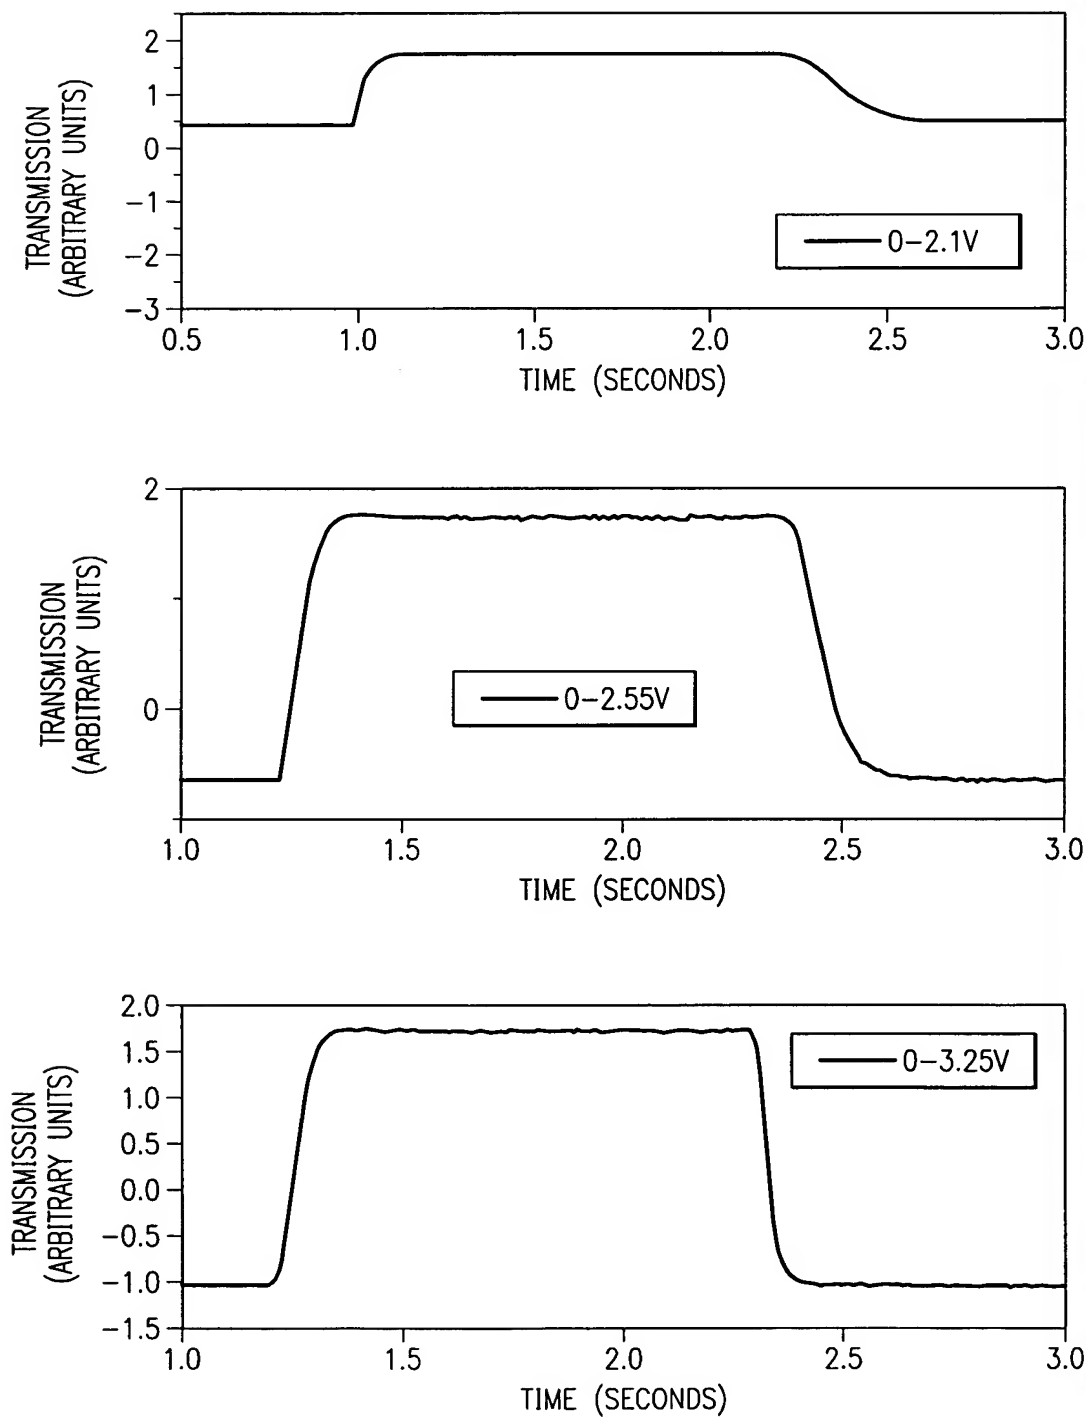 2
1
0
−1
−2
−3
TRANSMISSION
(ARBITRARY UNITS)
0−2.1V
0.5 1.0 1.5 2.0 2.5 3.0
TIME (SECONDS)
2
0
TRANSMISSION
(ARBITRARY UNITS)
0−2.55V
1.0 1.5 2.0 2.5 3.0
TIME (SECONDS)
2.0
1.5
1.0
0.5
0.0
−0.5
−1.0
−1.5
TRANSMISSION
(ARBITRARY UNITS)
0−3.25V
1.0 1.5 2.0 2.5 3.0
TIME (SECONDS)